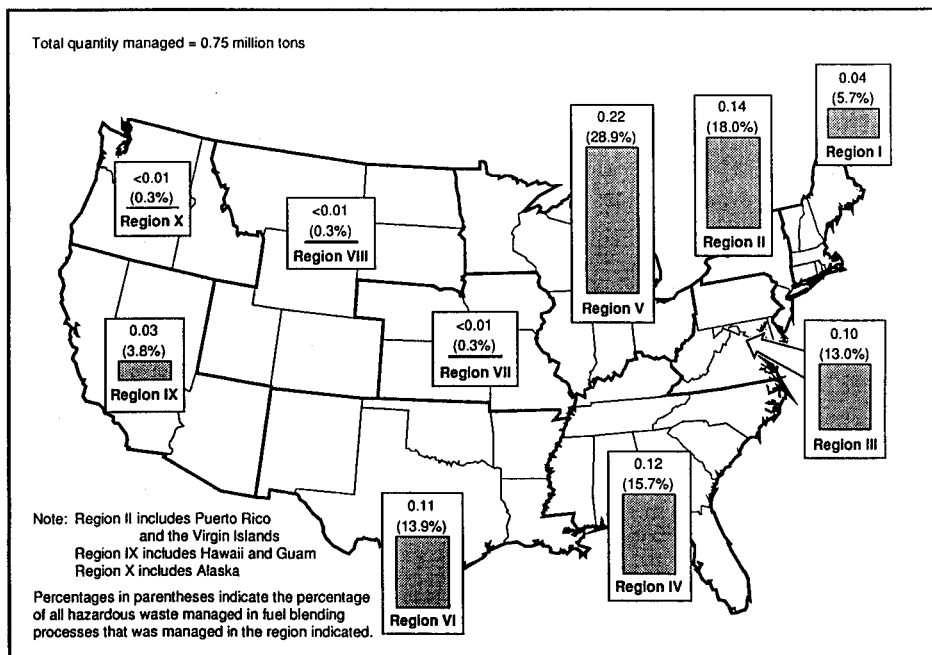 Total quantity managed = 0.75 million tons
0.04
(5.7%)
Region I
0.14
(18.0%)
Region II
0.22
(28.9%)
Region V
<0.01
(0.3%)
Region X
<0.01
(0.3%)
Region VIII
<0.01
(0.3%)
Region VII
0.03
(3.8%)
Region IX
0.10
(13.0%)
Region III
0.12
(15.7%)
Region IV
0.11
(13.9%)
Region VI
Note: Region II includes Puerto Rico
and the Virgin Islands
Region IX includes Hawaii and Guam
Region X includes Alaska
Percentages in parentheses indicate the percentage
of all hazardous waste managed in fuel blending
processes that was managed in the region indicated.